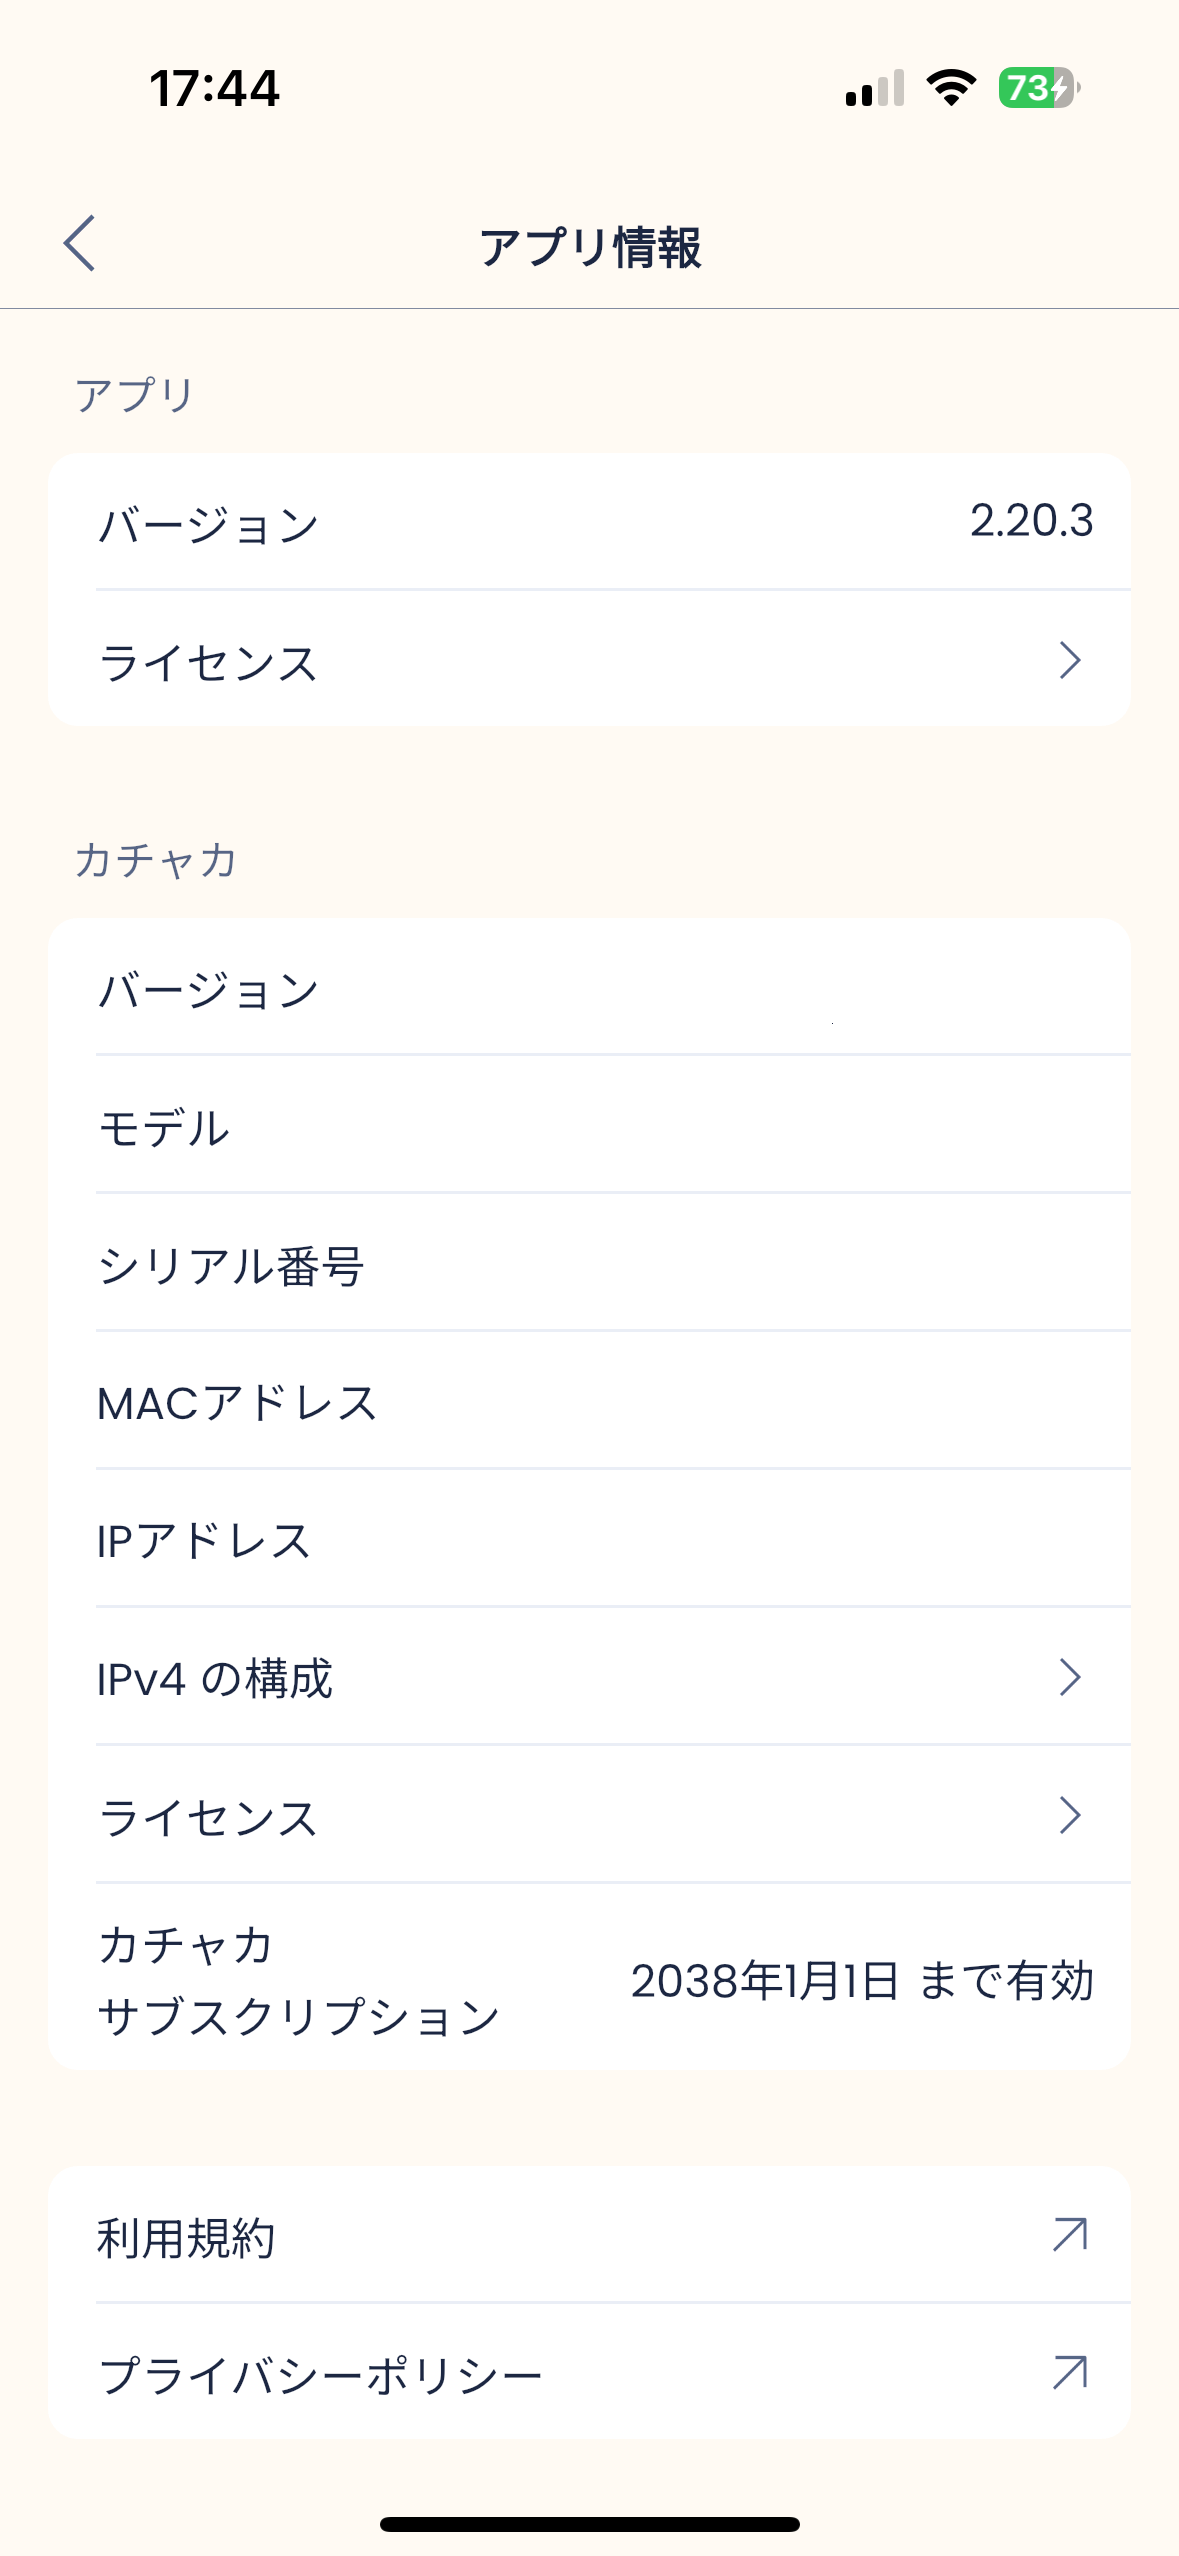 17:44
73
アプリ情報
アプリ
バージョン 2.20.3
ライセンス
カチャカ
バージョン
モデル
シリアル番号
MACアドレス
IPアドレス
IPv4 の構成
ライセンス
カチャカ
サブスクリプション 2038年1月1日 まで有効
利用規約
プライバシーポリシー